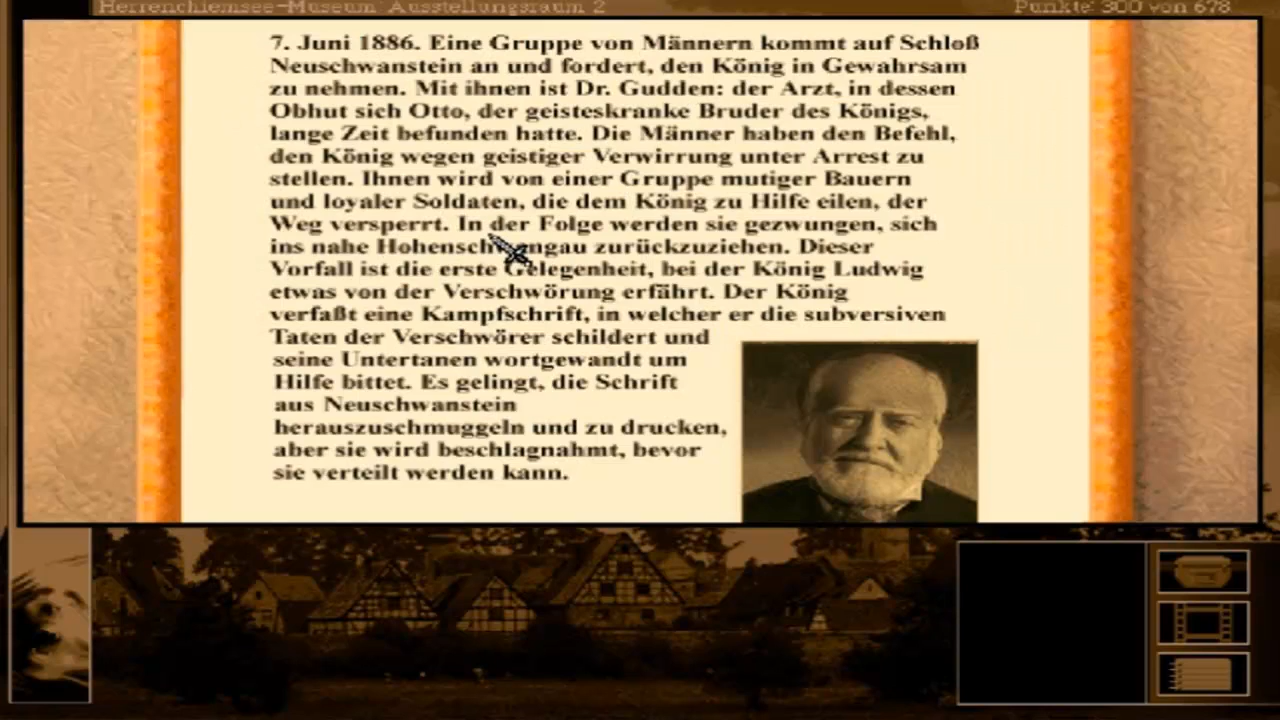 Herrenchiemsee-Museum Ausstellungsraum 2
Punkte: 300 von 678
7. Juni 1886. Eine Gruppe von Männern kommt auf Schloß
Neuschwanstein an und fordert, den König in Gewahrsam
zu nehmen. Mit ihnen ist Dr. Gudden: der Arzt, in dessen
Obhut sich Otto, der geisteskranke Bruder des Königs,
lange Zeit befunden hatte. Die Männer haben den Befehl,
den König wegen geistiger Verwirrung unter Arrest zu
stellen. Ihnen wird von einer Gruppe mutiger Bauern
und loyaler Soldaten, die dem König zu Hilfe eilen, der
Weg versperrt. In der Folge werden sie gezwungen, sich
ins nahe Hohenschwangau zurückzuziehen. Dieser
Vorfall ist die erste Gelegenheit, bei der König Ludwig
etwas von der Verschwörung erfährt. Der König
verfaßt eine Kampfschrift, in welcher er die subversiven
Taten der Verschwörer schildert und
seine Untertanen wortgewandt um
Hilfe bittet. Es gelingt, die Schrift
aus Neuschwanstein
herauszuschmuggeln und zu drucken,
aber sie wird beschlagnahmt, bevor
sie verteilt werden kann.